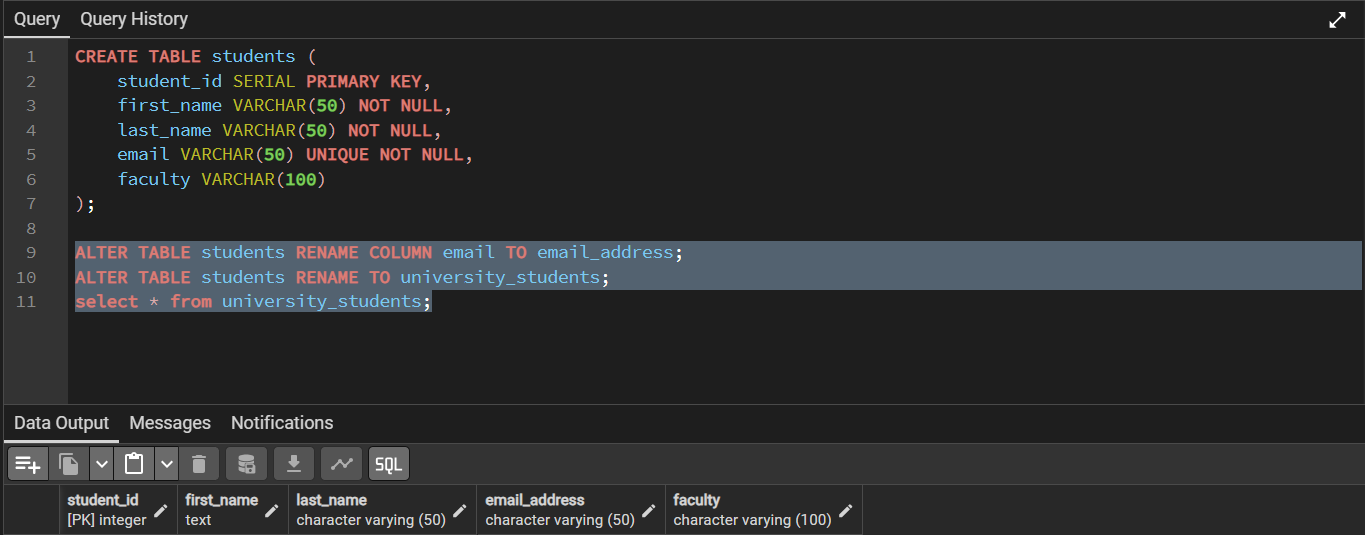 Query Query History
1 CREATE TABLE students (
2 student_id SERIAL PRIMARY KEY,
3 first_name VARCHAR(50) NOT NULL,
4 last_name VARCHAR(50) NOT NULL,
5 email VARCHAR(50) UNIQUE NOT NULL,
6 faculty VARCHAR(100)
7 );
8
9 ALTER TABLE students RENAME COLUMN email TO email_address;
10 ALTER TABLE students RENAME TO university_students;
11 select * from university_students;
Data Output Messages Notifications
SQL
student_id first_name last_name email_address faculty
[PK] integer text character varying (50) character varying (50) character varying (100)